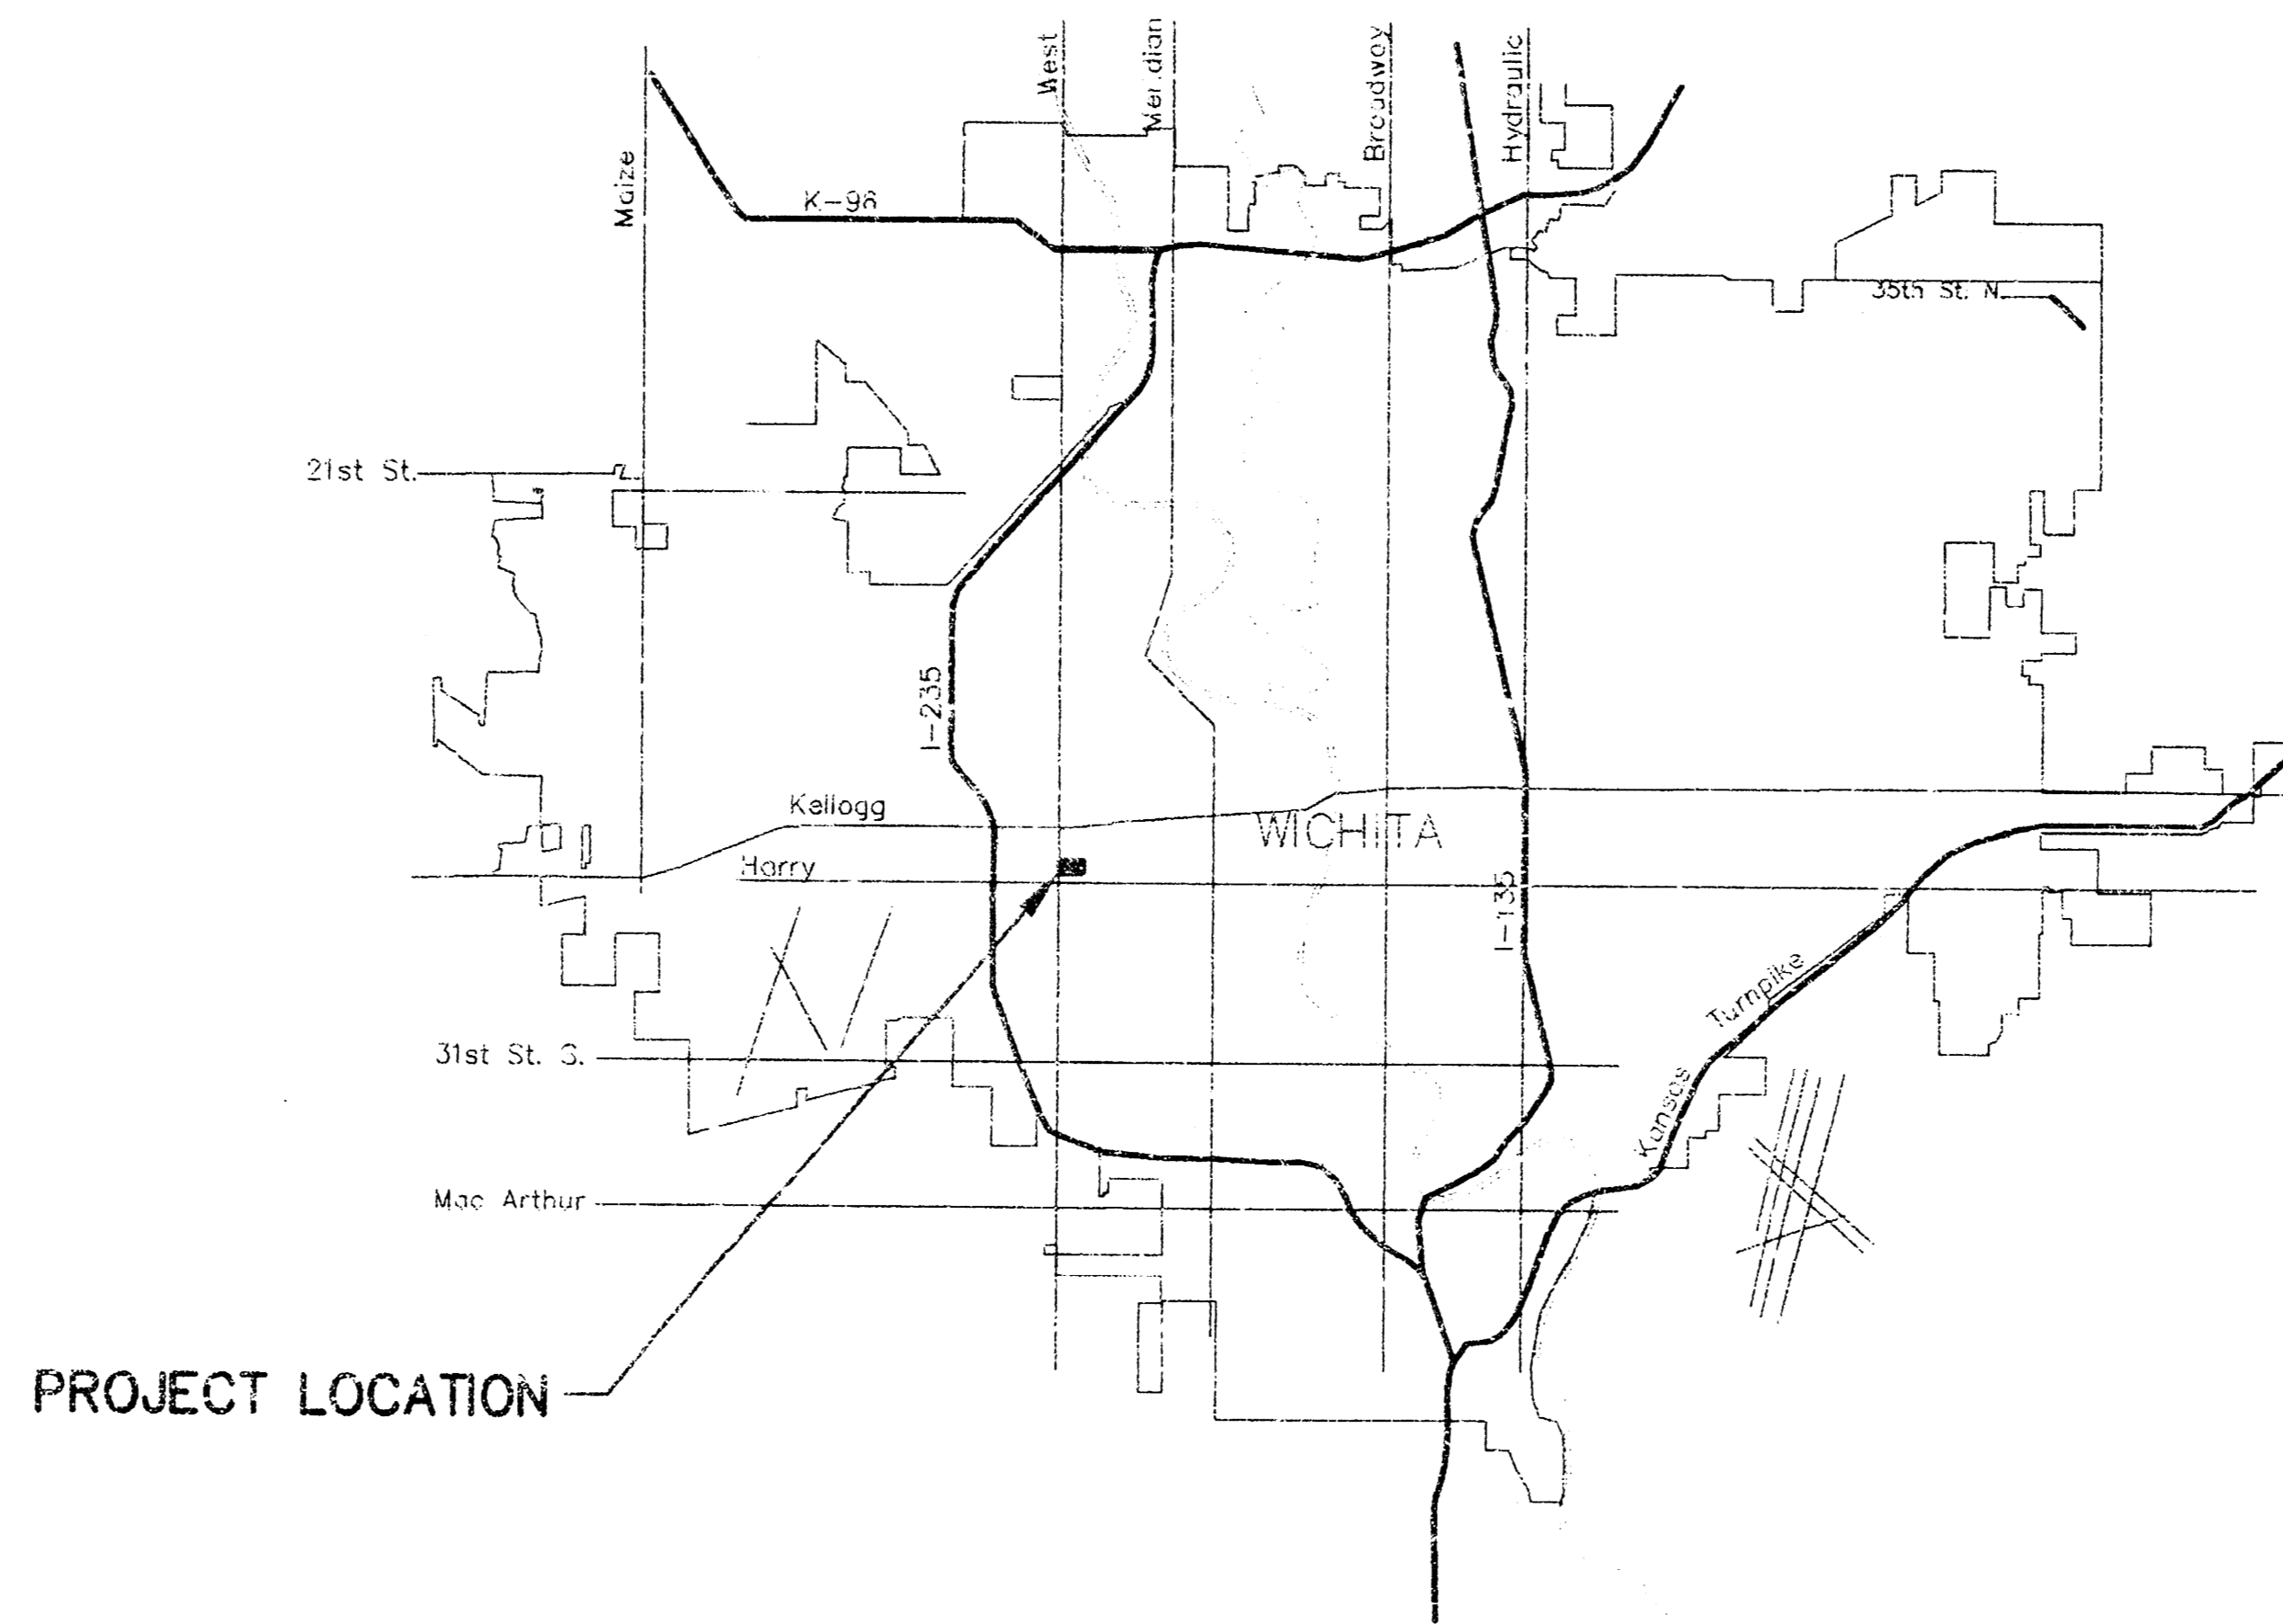 West
Meridian
Broadway
Hydraulic
Maize
K-96
35th St. N.
21st St.
I-235
Kellogg
WICHITA
Harry
I-135
Turnpike
31st St. S.
Kansas
Mac Arthur
PROJECT LOCATION